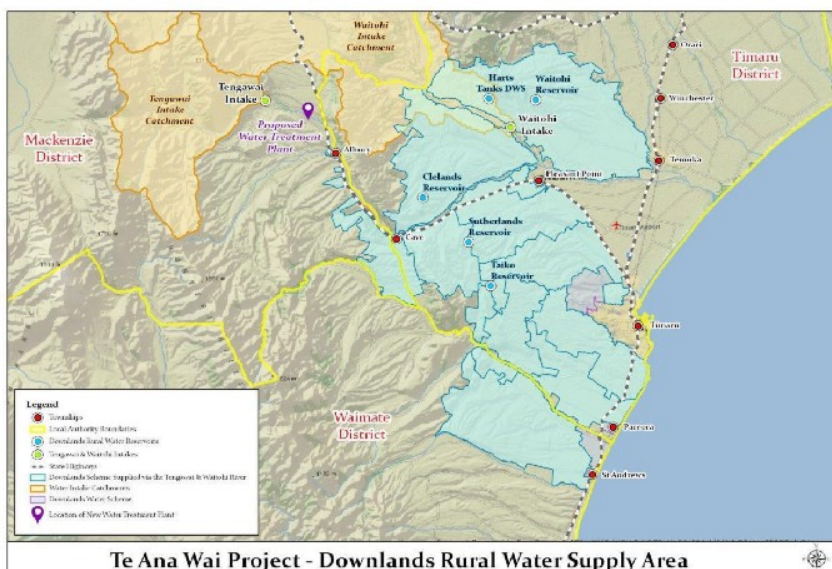 Waitohi
Intake
Catchment
Orari
Timaru
District
Tengawai
Intake
Harts
Tanks DWS
Waitohi
Reservoir
Tengawai
Intake
Catchment
Winchester
Proposed
Water Treatment
Plant
Waitohi
Intake
Mackenzie
District
Albury
Temuka
Pleasant Point
Clelands
Reservoir
Sutherlands
Reservoir
Cave
Taiko
Reservoir
Timaru
Waimate
District
Pareora
St Andrews
Legend
Townships
Local Authority Boundaries
Downlands Rural Water Reservoirs
Tengawai & Waitohi Intakes
State Highways
Downlands Scheme Supplied via the Tengawai & Waitohi River
Water Intake Catchments
Downlands Water Scheme
Location of New Water Treatment Plant
Te Ana Wai Project - Downlands Rural Water Supply Area